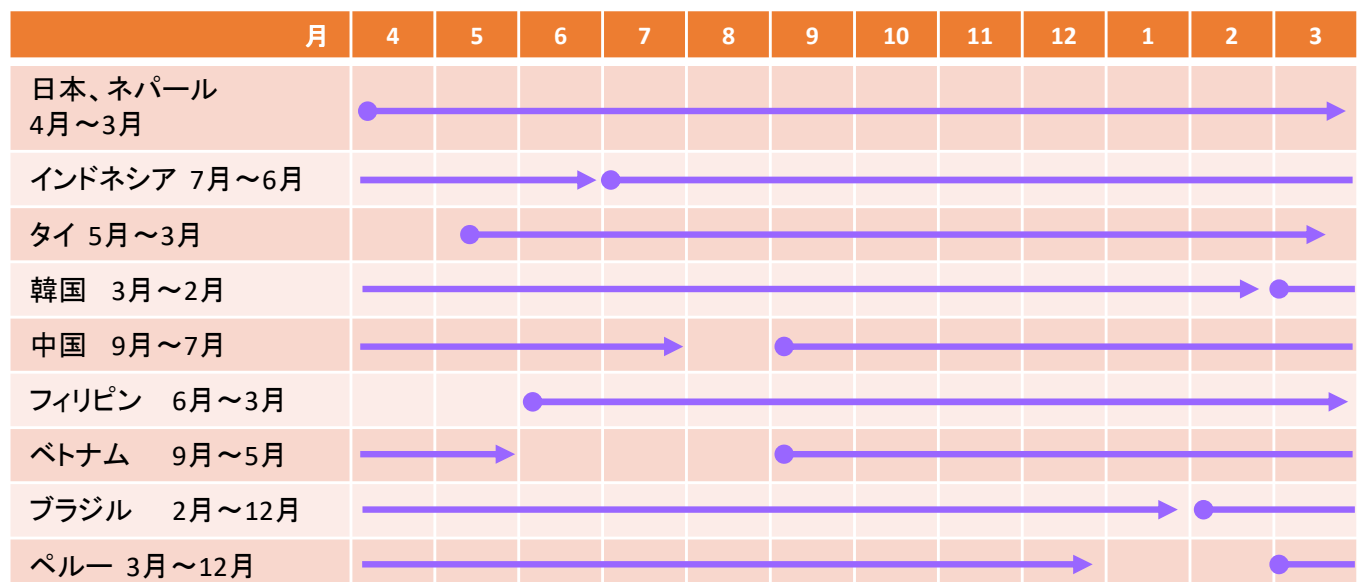 月 4 5 6 7 8 9 10 11 12 1 2 3
日本、ネパール
4月～3月
インドネシア 7月～6月
タイ 5月～3月
韓国　3月～2月
中国　9月～7月
フィリピン　6月～3月
ベトナム　9月～5月
ブラジル　2月～12月
ペルー 3月～12月